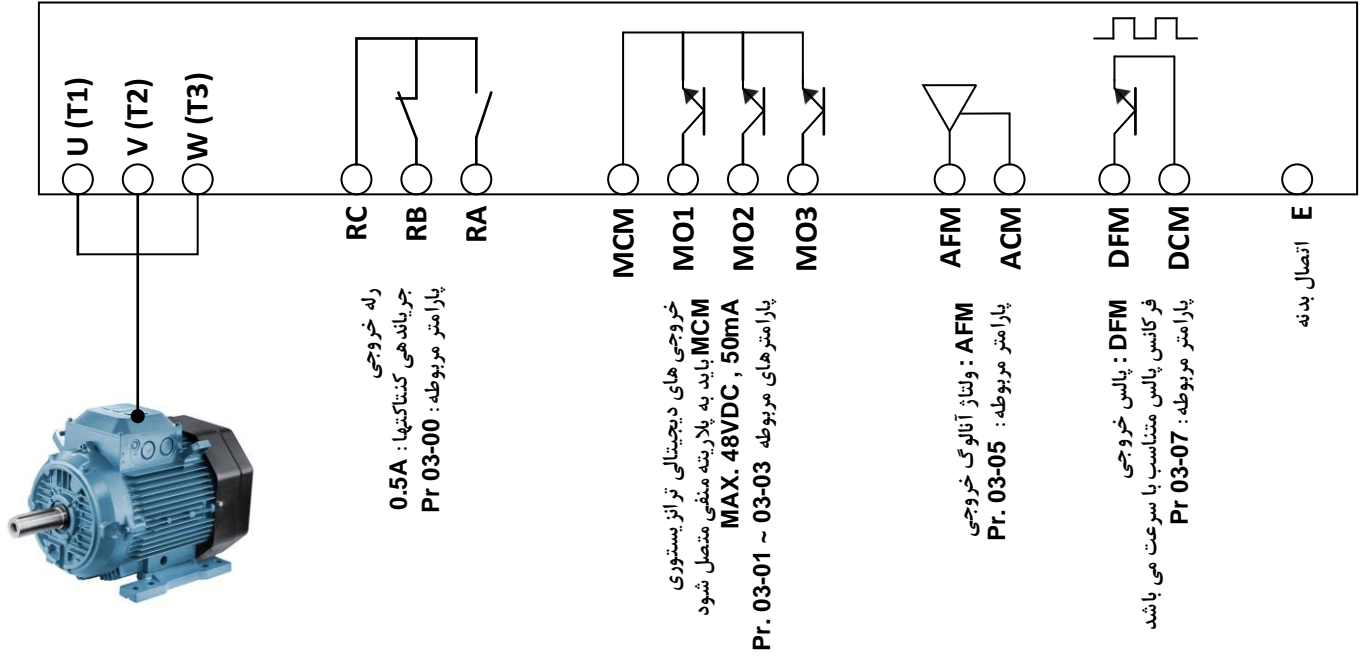 U (T1)
V (T2)
W (T3)
RC
RB
RA
رله خروجی
جریاندهی کنتاکتها : 0.5A
پارامتر مربوطه : Pr 03-00
MCM
MO1
MO2
MO3
خروجی های دیجیتالی ترانزیستوری
MCM باید به پلاریته منفی متصل شود
MAX. 48VDC , 50mA
پارامترهای مربوطه Pr. 03-01 ~ 03-03
AFM
ACM
AFM : ولتاژ آنالوگ خروجی
پارامتر مربوطه : Pr. 03-05
DFM
DCM
DFM : پالس خروجی
فرکانس پالس متناسب با سرعت می باشد
پارامتر مربوطه : Pr 03-07
E
اتصال بدنه